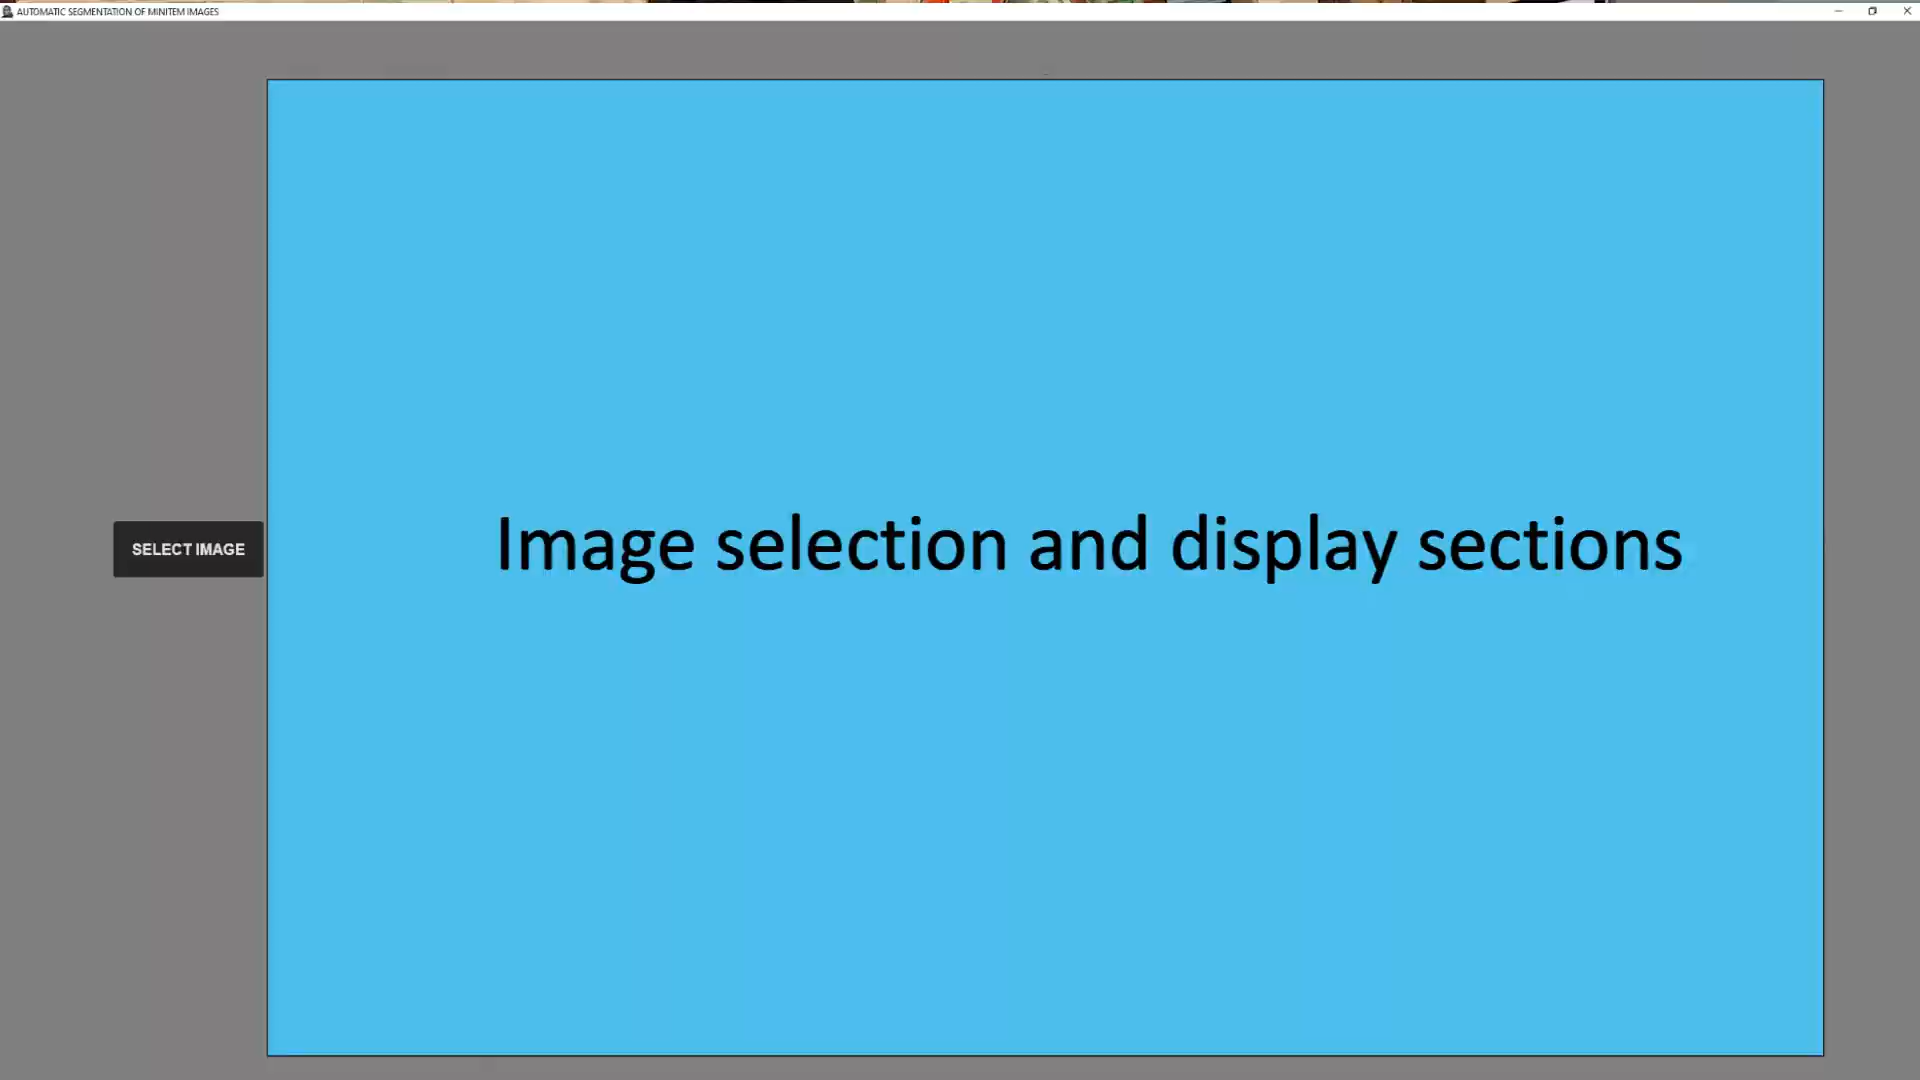 AUTOMATIC SEGMENTATION OF MINITEM IMAGES
SELECT IMAGE
Image selection and display sections